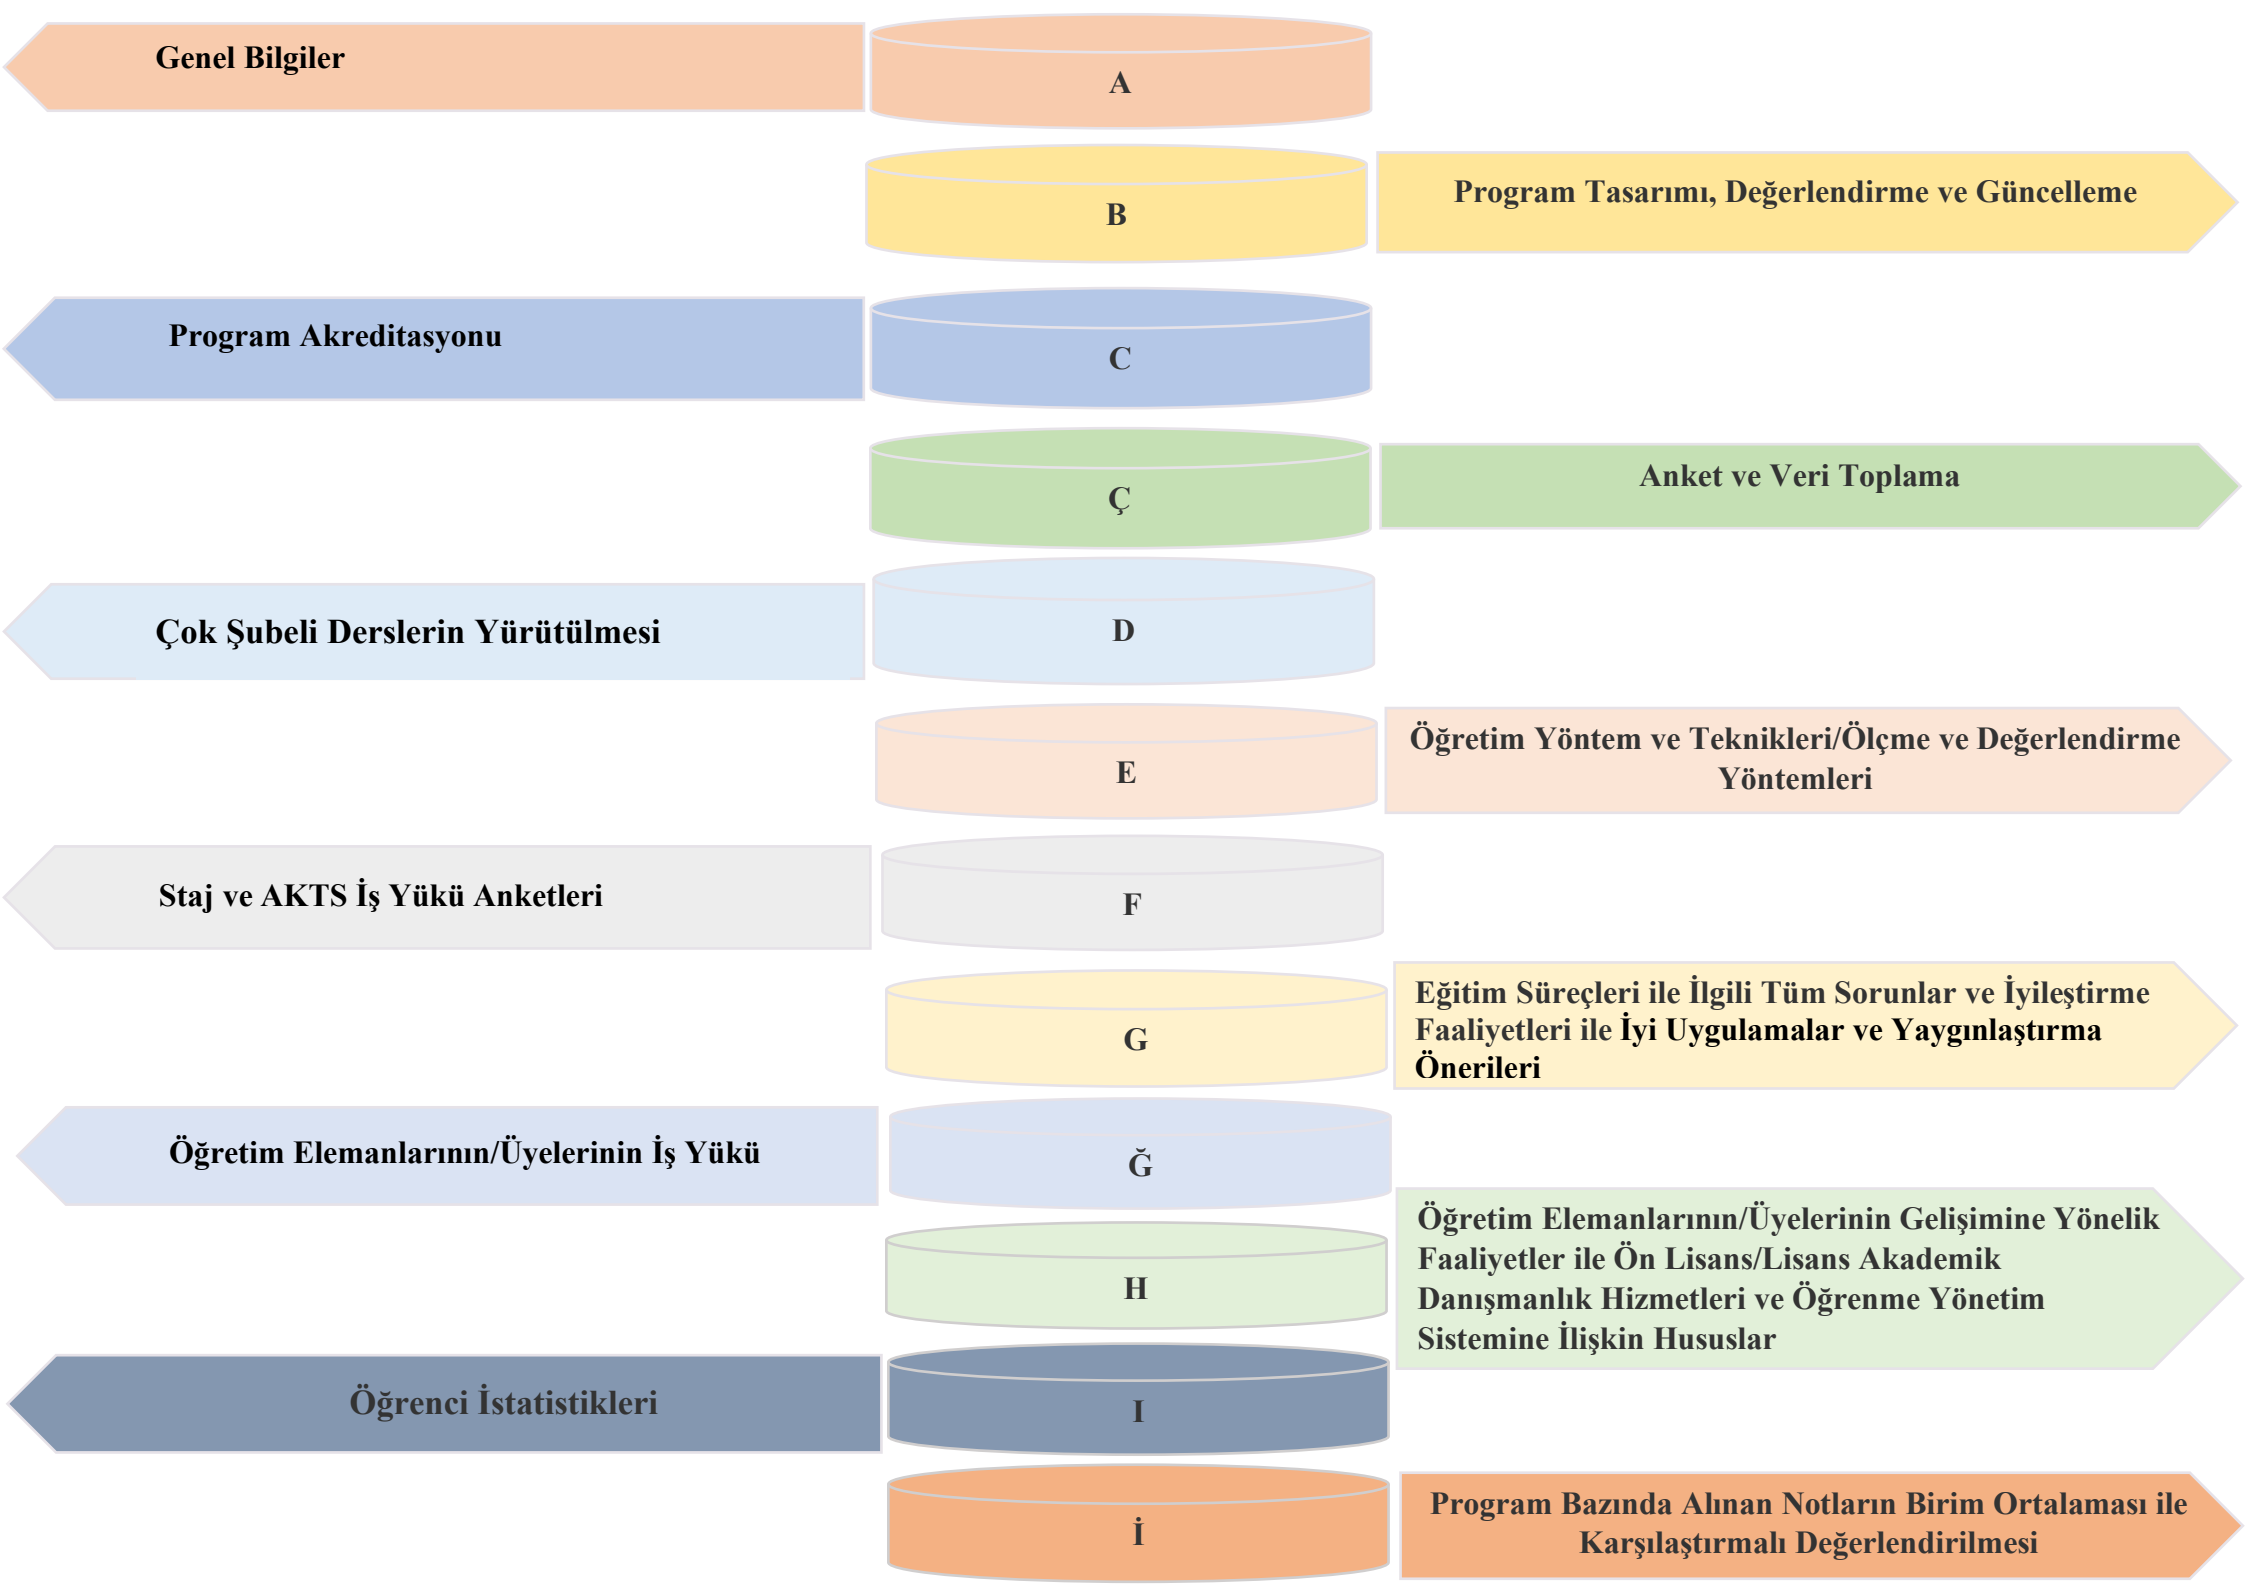 Genel Bilgiler
A
B
Program Tasarımı, Değerlendirme ve Güncelleme
Program Akreditasyonu
C
Ç
Anket ve Veri Toplama
Çok Şubeli Derslerin Yürütülmesi
D
E
Öğretim Yöntem ve Teknikleri/Ölçme ve Değerlendirme
Yöntemleri
Staj ve AKTS İş Yükü Anketleri
F
G
Eğitim Süreçleri ile İlgili Tüm Sorunlar ve İyileştirme
Faaliyetleri ile İyi Uygulamalar ve Yaygınlaştırma
Önerileri
Öğretim Elemanlarının/Üyelerinin İş Yükü
Ğ
H
Öğretim Elemanlarının/Üyelerinin Gelişimine Yönelik
Faaliyetler ile Ön Lisans/Lisans Akademik
Danışmanlık Hizmetleri ve Öğrenme Yönetim
Sistemine İlişkin Hususlar
Öğrenci İstatistikleri
I
İ
Program Bazında Alınan Notların Birim Ortalaması ile
Karşılaştırmalı Değerlendirilmesi